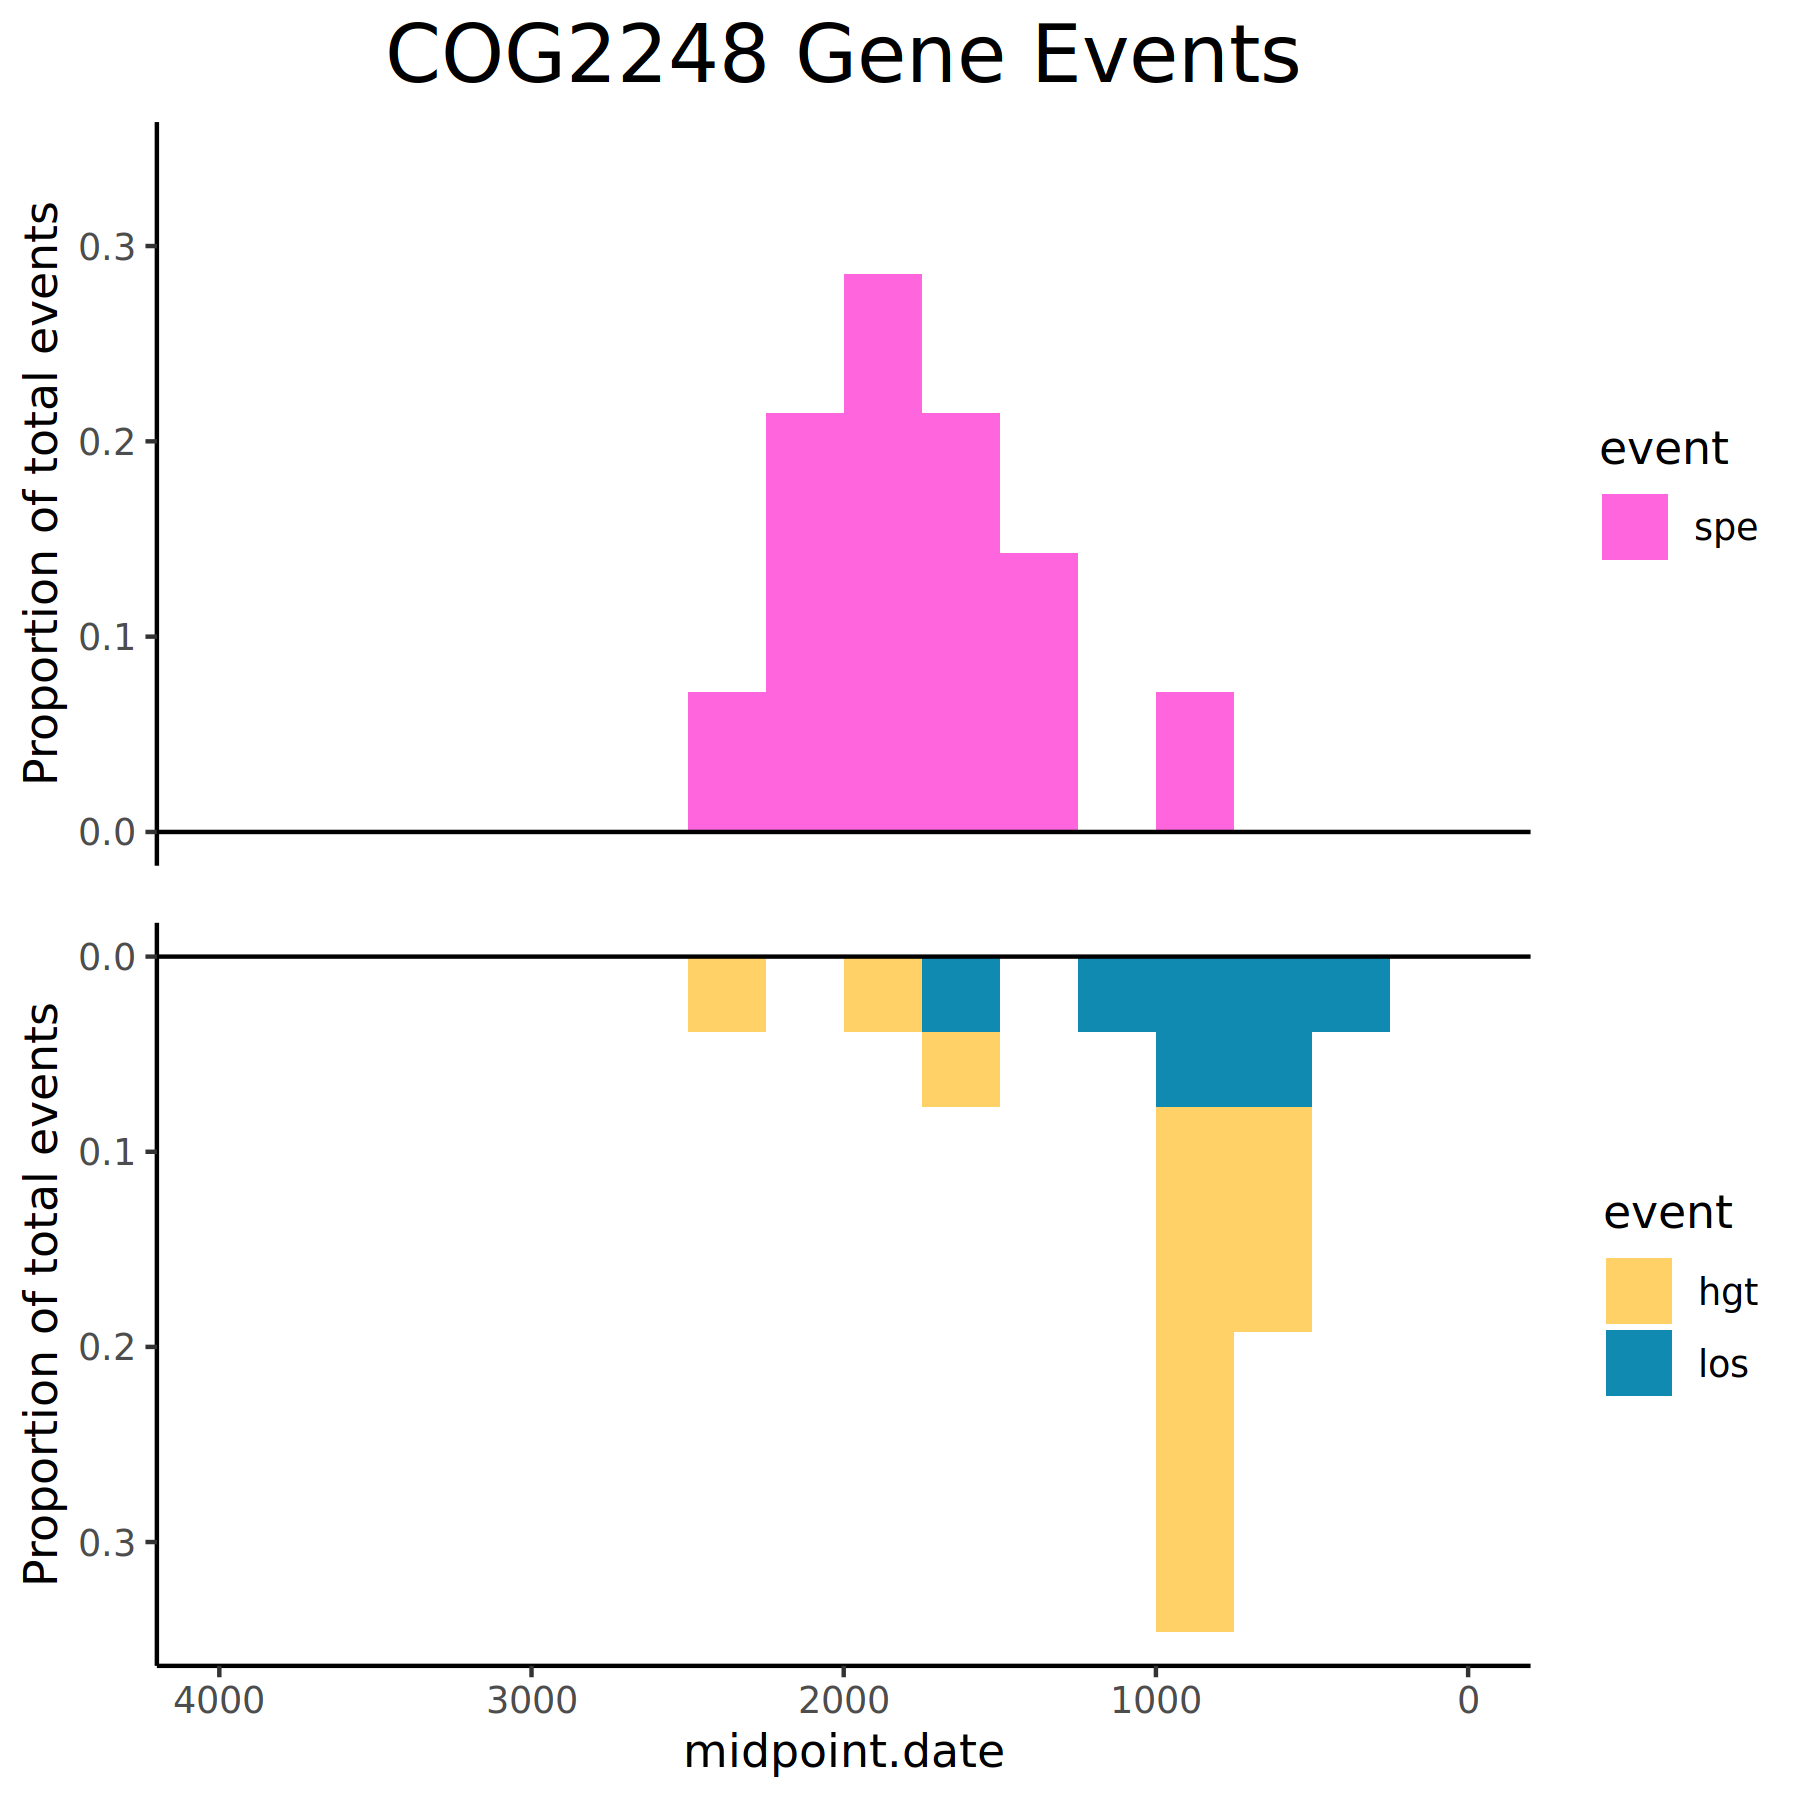 COG2248 Gene Events
Proportion of total events
0.3
0.2
0.1
0.0
event
spe
Proportion of total events
0.0
0.1
0.2
0.3
event
hgt
los
4000 3000 2000 1000 0
midpoint.date